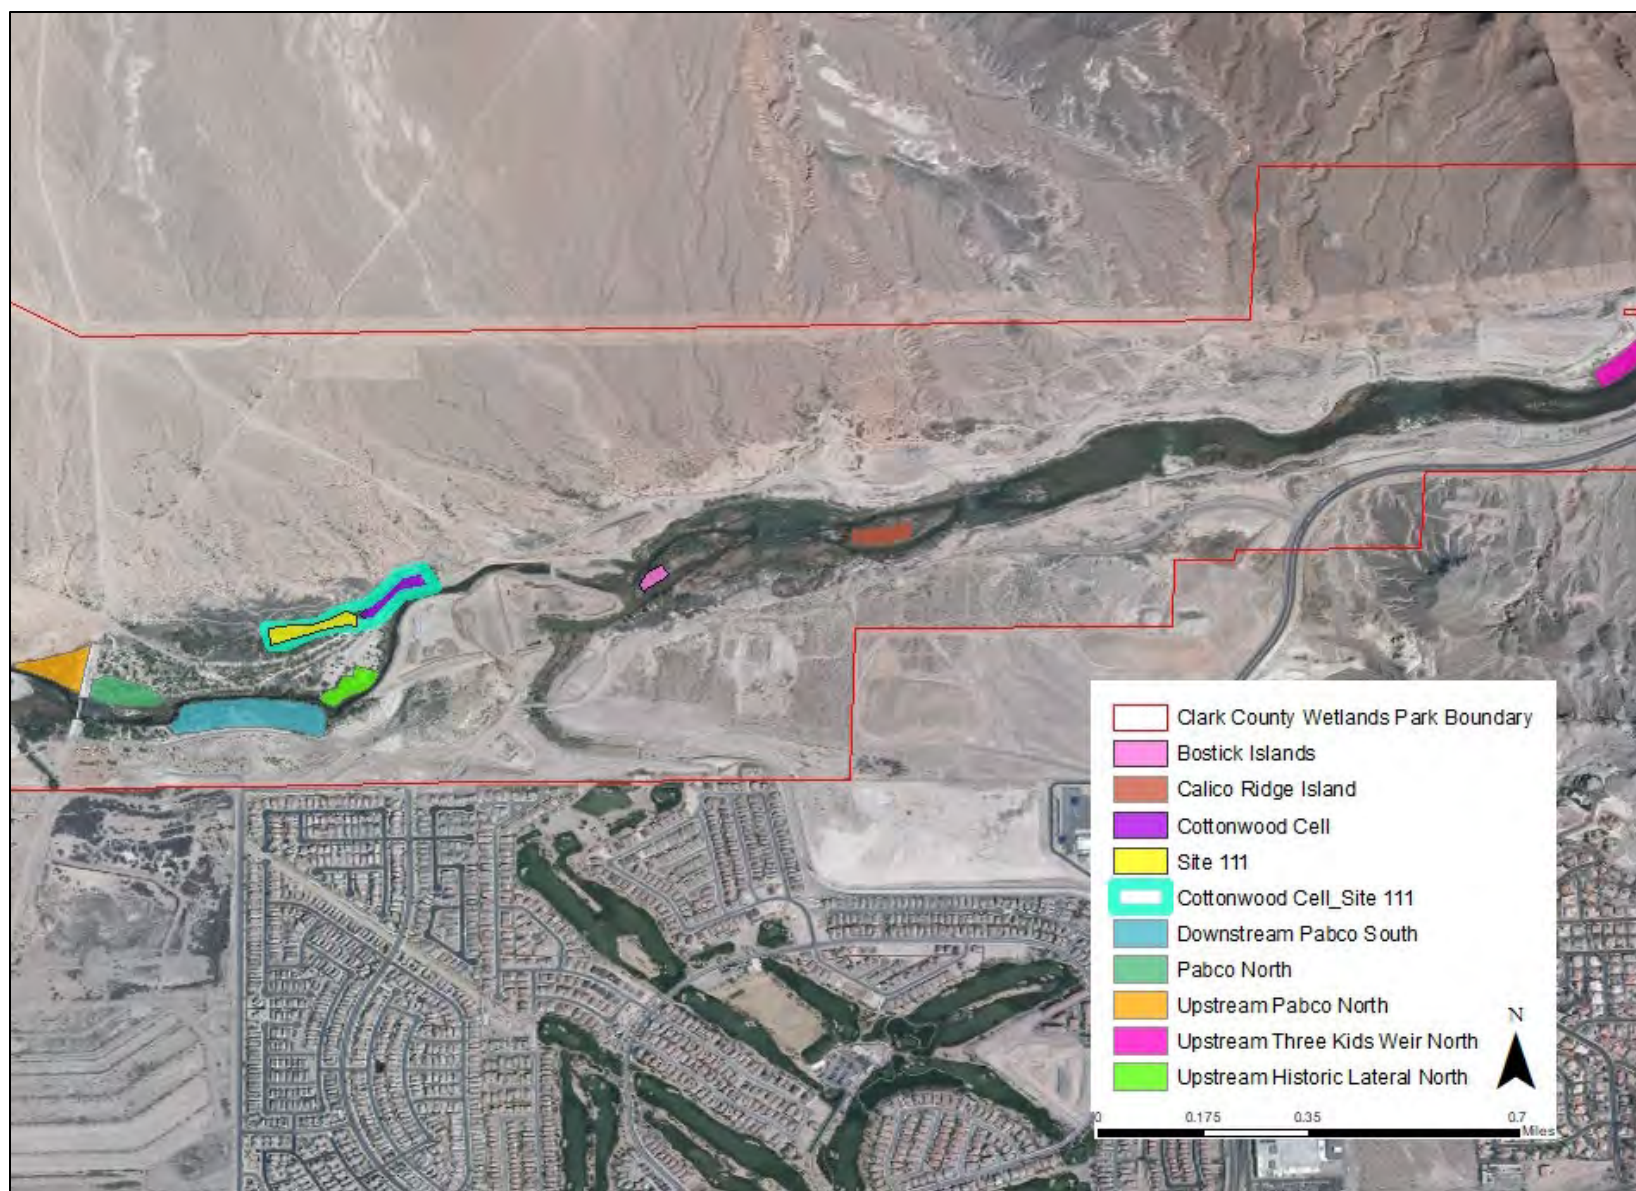 Clark County Wetlands Park Boundary
Bostick Islands
Calico Ridge Island
Cottonwood Cell
Site 111
Cottonwood Cell_Site 111
Downstream Pabco South
Pabco North
Upstream Pabco North
Upstream Three Kids Weir North
Upstream Historic Lateral North
N
0 0.175 0.35 0.7
Miles